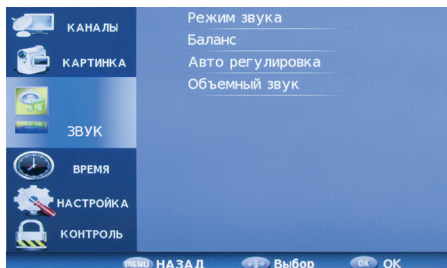 КАНАЛЫ
КАРТИНКА
ЗВУК
ВРЕМЯ
НАСТРОЙКА
КОНТРОЛЬ
Режим звука
Баланс
Авто регулировка
Объемный звук
MENU НАЗАД Выбор OK OK